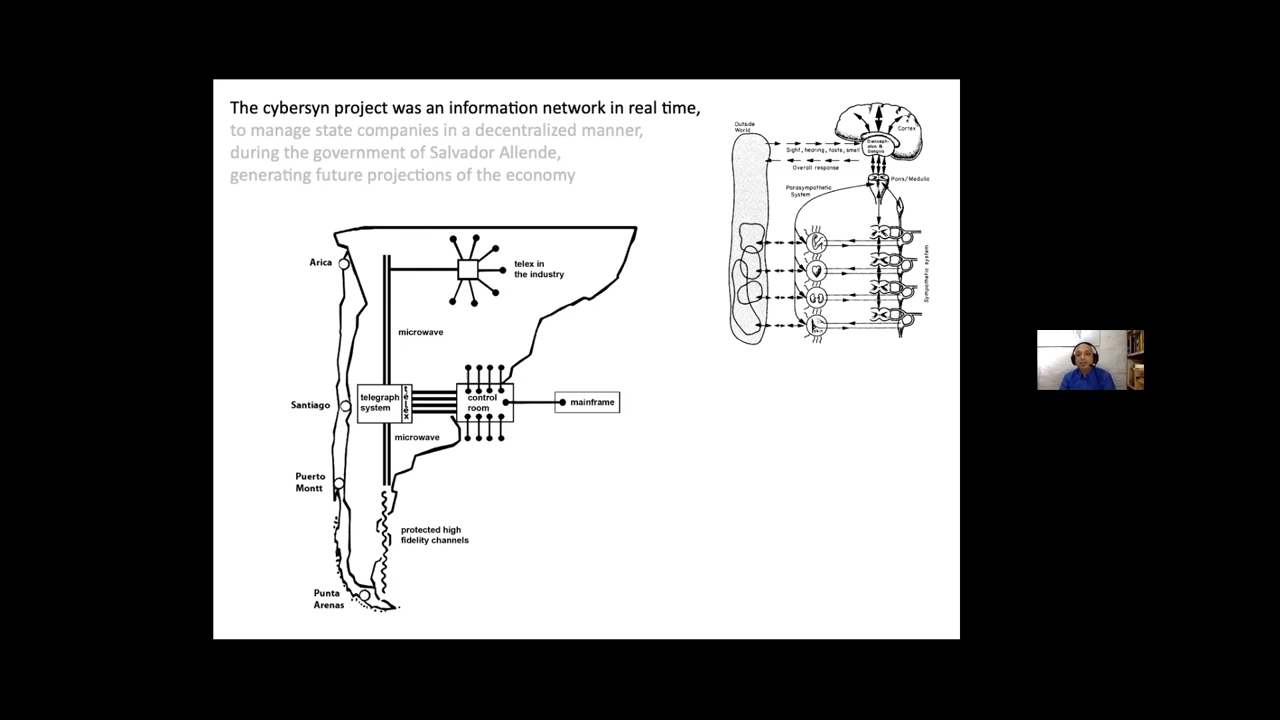 The cybersyn project was an information network in real time,
to manage state companies in a decentralized manner,
during the government of Salvador Allende,
generating future projections of the economy
Arica
telex in
the industry
microwave
Santiago
telegraph
system
telex
control
room
mainframe
microwave
Puerto
Montt
protected high
fidelity channels
Punta
Arenas
Outside
World
Cortex
Sight, hearing, taste, smell
Overall response
Pons/Medulla
Parasympathetic
System
Sympathetic system